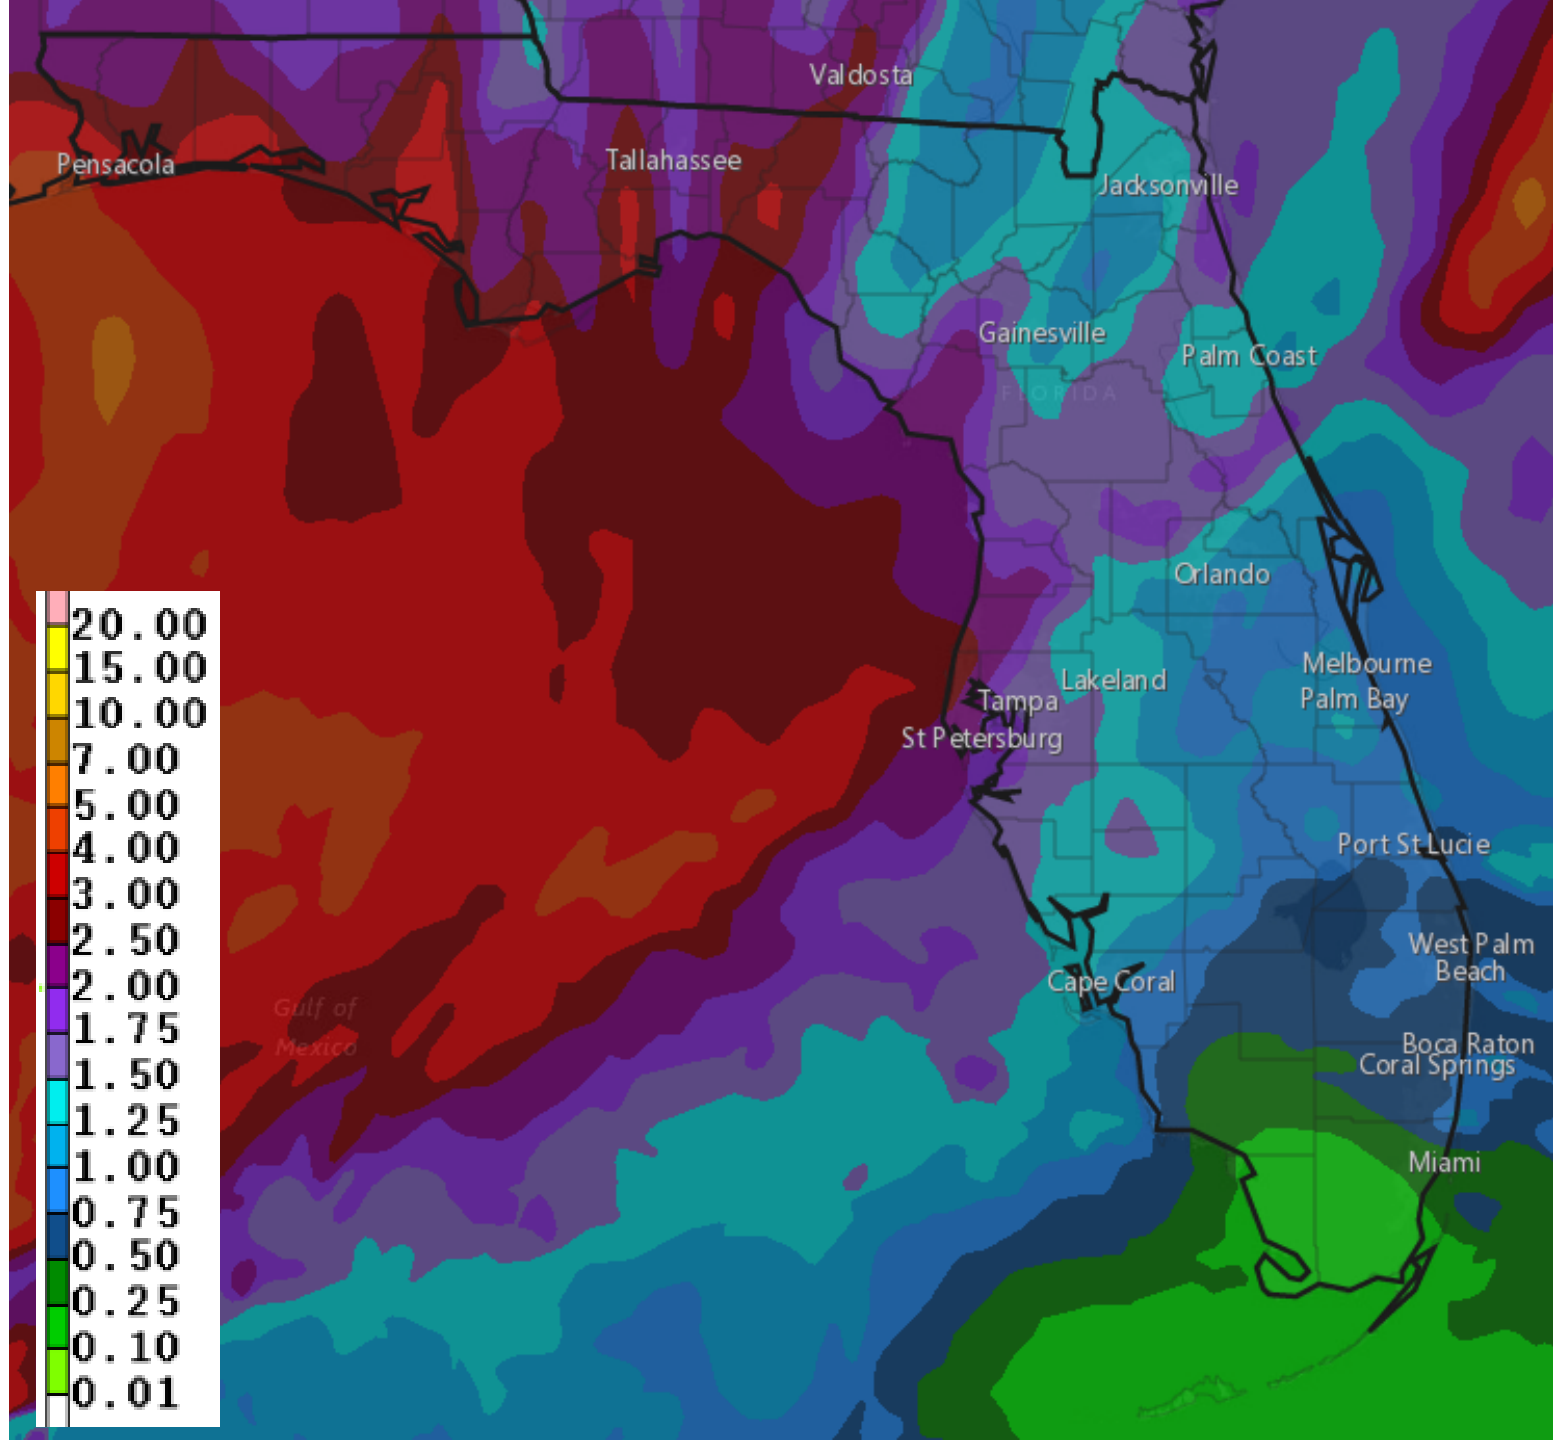 Valdosta
Pensacola
Tallahassee
Jacksonville
Gainesville
Palm Coast
FLORIDA
Orlando
Melbourne
Lakeland
Tampa
Palm Bay
St Petersburg
Port St Lucie
West Palm
Beach
Cape Coral
Gulf of
Mexico
Boca Raton
Coral Springs
Miami
20.00
15.00
10.00
7.00
5.00
4.00
3.00
2.50
2.00
1.75
1.50
1.25
1.00
0.75
0.50
0.25
0.10
0.01